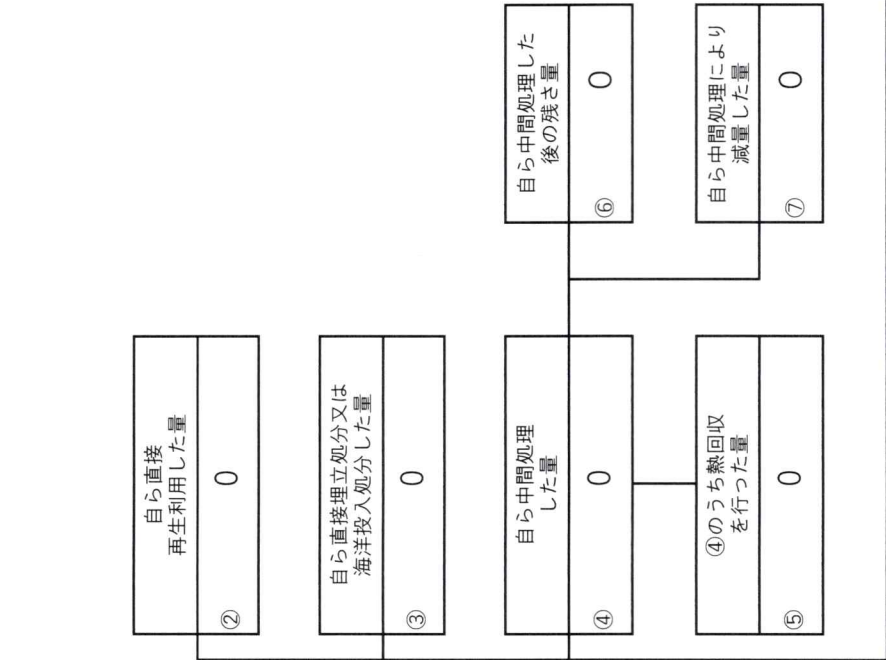 自ら直接
再生利用した量
② 0
自ら直接埋立処分又は
海洋投入処分した量
③ 0
自ら中間処理
した量
④ 0
④のうち熱回収
を行った量
⑤ 0
自ら中間処理した
後の残さ量
⑥ 0
自ら中間処理により
減量した量
⑦ 0